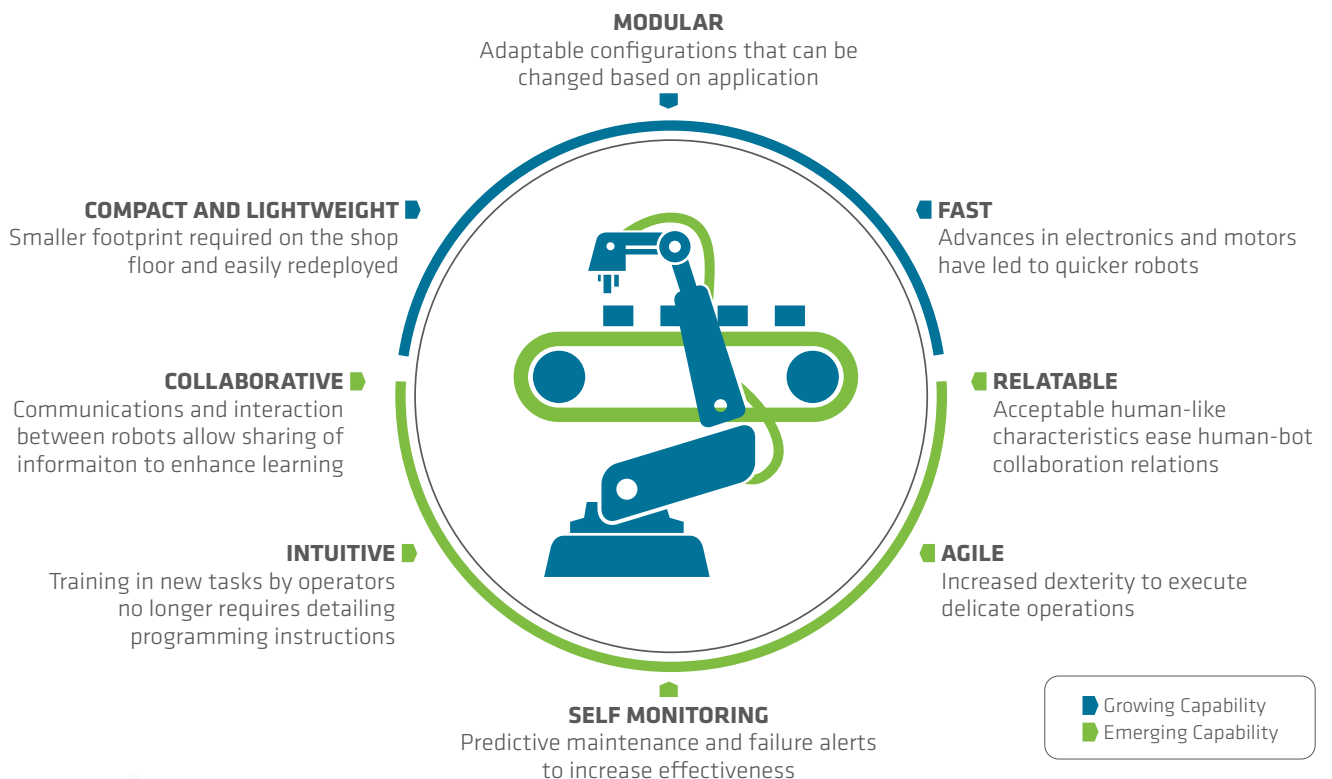 MODULAR
Adaptable configurations that can be
changed based on application
COMPACT AND LIGHTWEIGHT
Smaller footprint required on the shop
floor and easily redeployed
FAST
Advances in electronics and motors
have led to quicker robots
COLLABORATIVE
Communications and interaction
between robots allow sharing of
informaiton to enhance learning
RELATABLE
Acceptable human-like
characteristics ease human-bot
collaboration relations
INTUITIVE
Training in new tasks by operators
no longer requires detailing
programming instructions
AGILE
Increased dexterity to execute
delicate operations
SELF MONITORING
Predictive maintenance and failure alerts
to increase effectiveness
Growing Capability
Emerging Capability